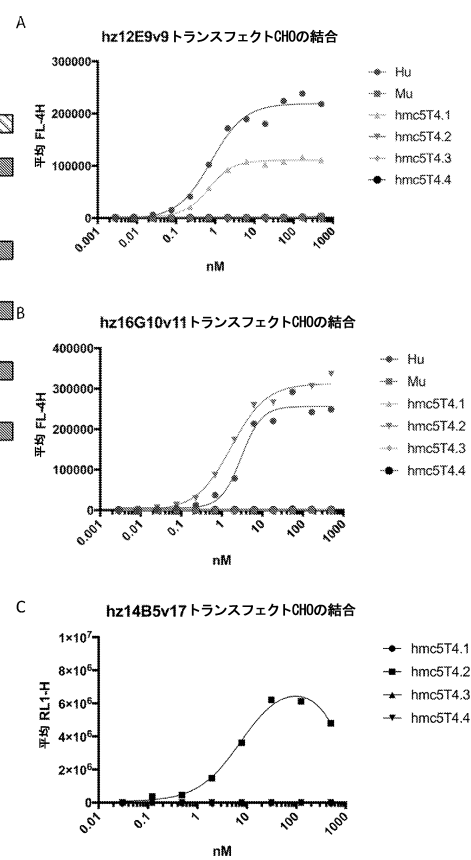 A
hz12E9v9トランスフェクトCHOの結合
300000
200000
100000
0
平均 FL-4H
0.001
0.01
0.1
1
10
100
1000
nM
Hu
Mu
hmc5T4.1
hmc5T4.2
hmc5T4.3
hmc5T4.4
B
hz16G10v11トランスフェクトCHOの結合
400000
300000
200000
100000
0
平均 FL-4H
0.001
0.01
0.1
1
10
100
1000
nM
Hu
Mu
hmc5T4.1
hmc5T4.2
hmc5T4.3
hmc5T4.4
C
hz14B5v17トランスフェクトCHOの結合
1×10⁷
8×10⁶
6×10⁶
4×10⁶
2×10⁶
0
平均 RL1-H
0.01
0.1
1
10
100
1000
nM
hmc5T4.1
hmc5T4.2
hmc5T4.3
hmc5T4.4